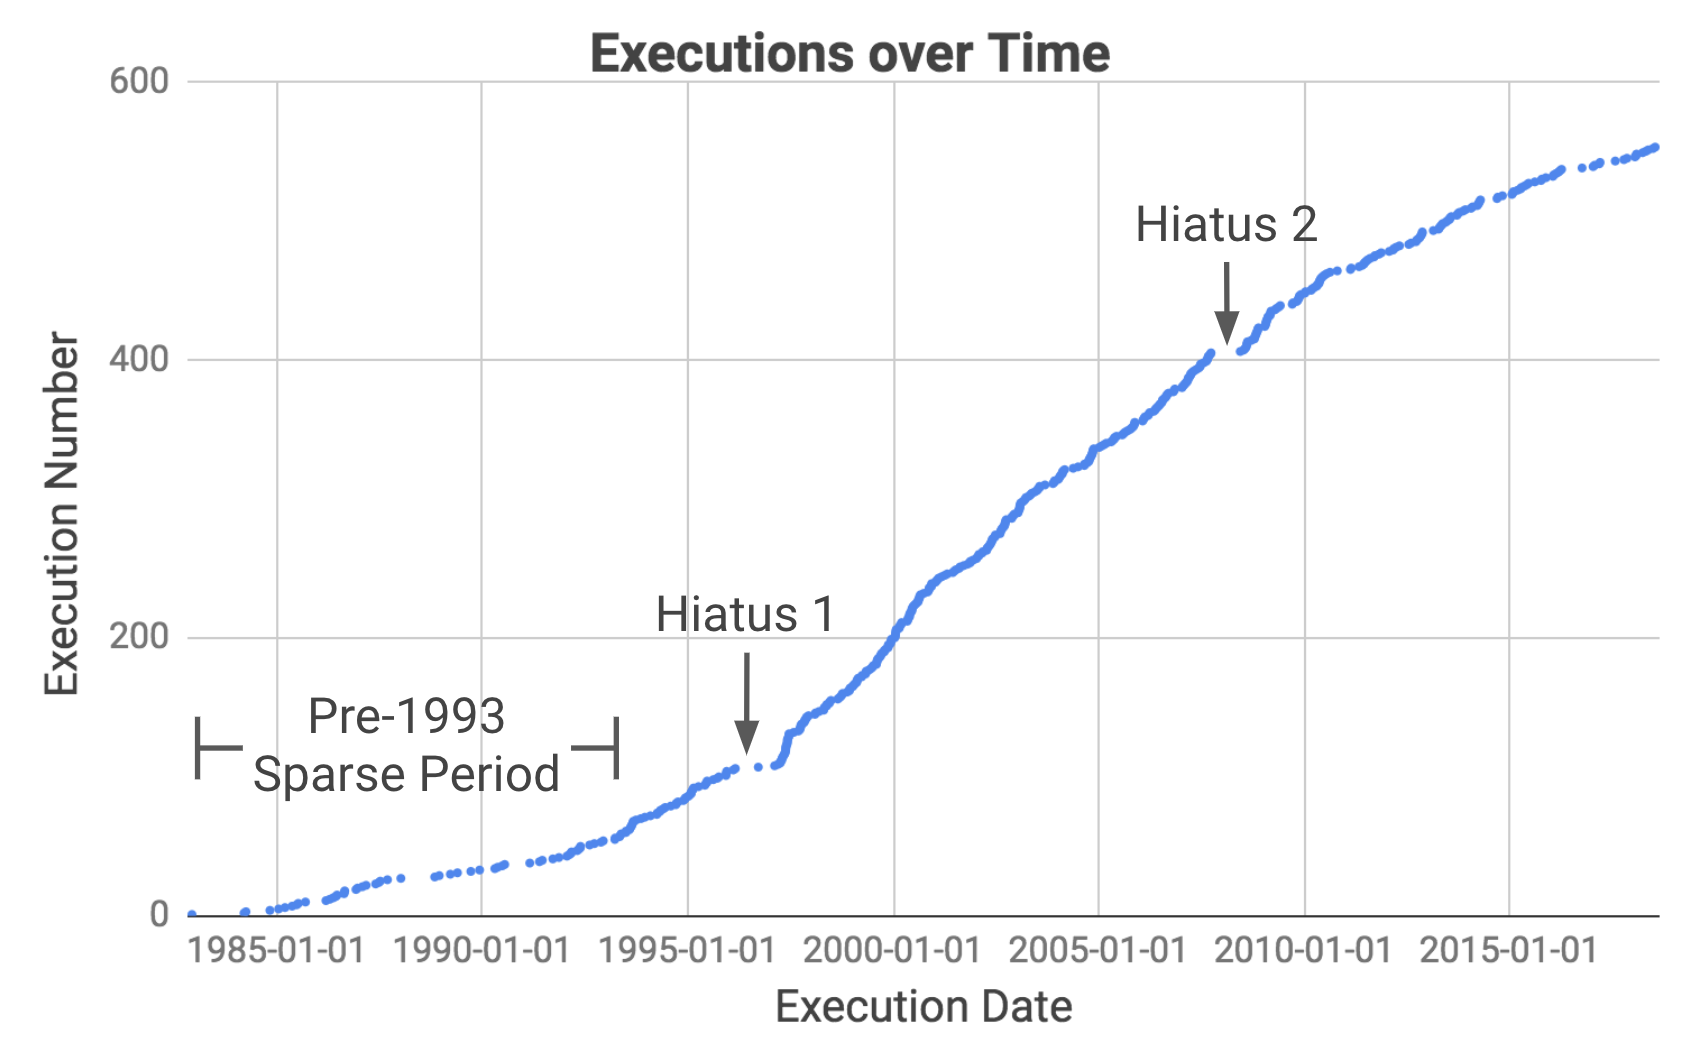 Executions over Time
600
400
200
0
Execution Number
Hiatus 2
Hiatus 1
Pre-1993
Sparse Period
1985-01-01 1990-01-01 1995-01-01 2000-01-01 2005-01-01 2010-01-01 2015-01-01
Execution Date